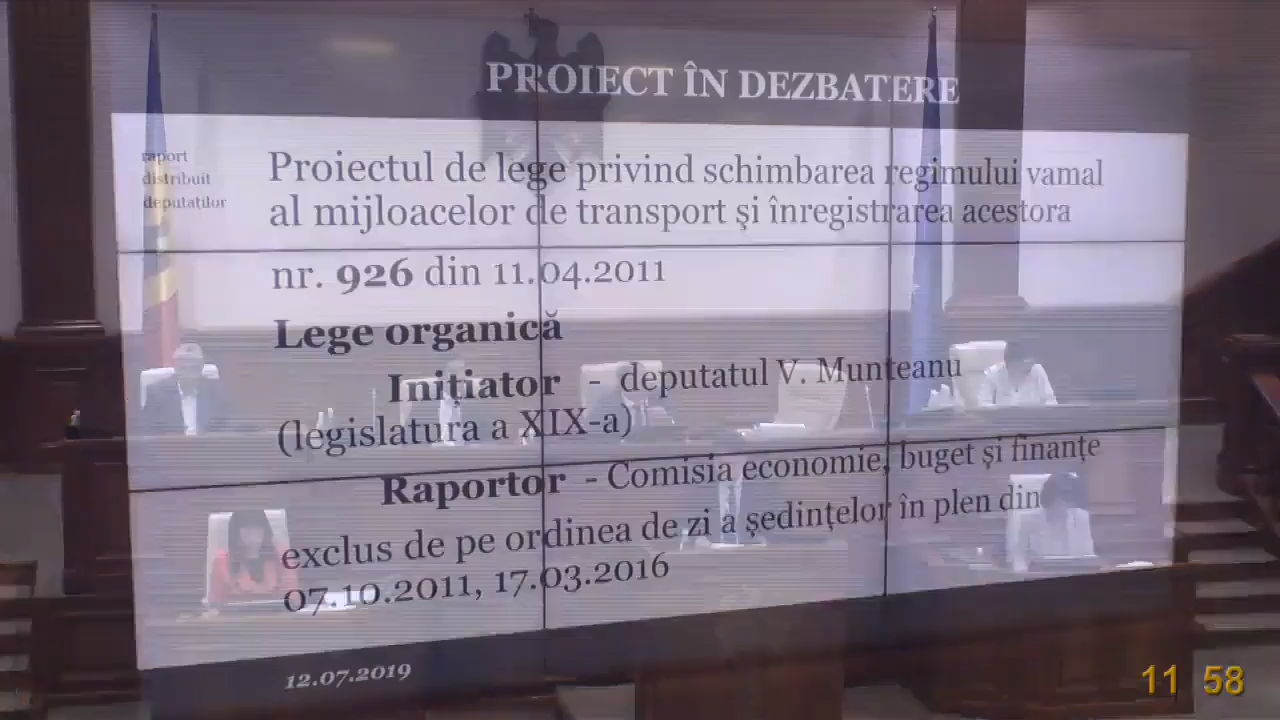 PROIECT ÎN DEZBATERE
raport
distribuit
deputaților
Proiectul de lege privind schimbarea regimului vamal
al mijloacelor de transport şi înregistrarea acestora
nr. 926 din 11.04.2011
Lege organică
Inițiator - deputatul V. Munteanu
(legislatura a XIX-a)
Raportor - Comisia economie, buget și finanțe
exclus de pe ordinea de zi a ședințelor în plen din
07.10.2011, 17.03.2016
12.07.2019
11 58